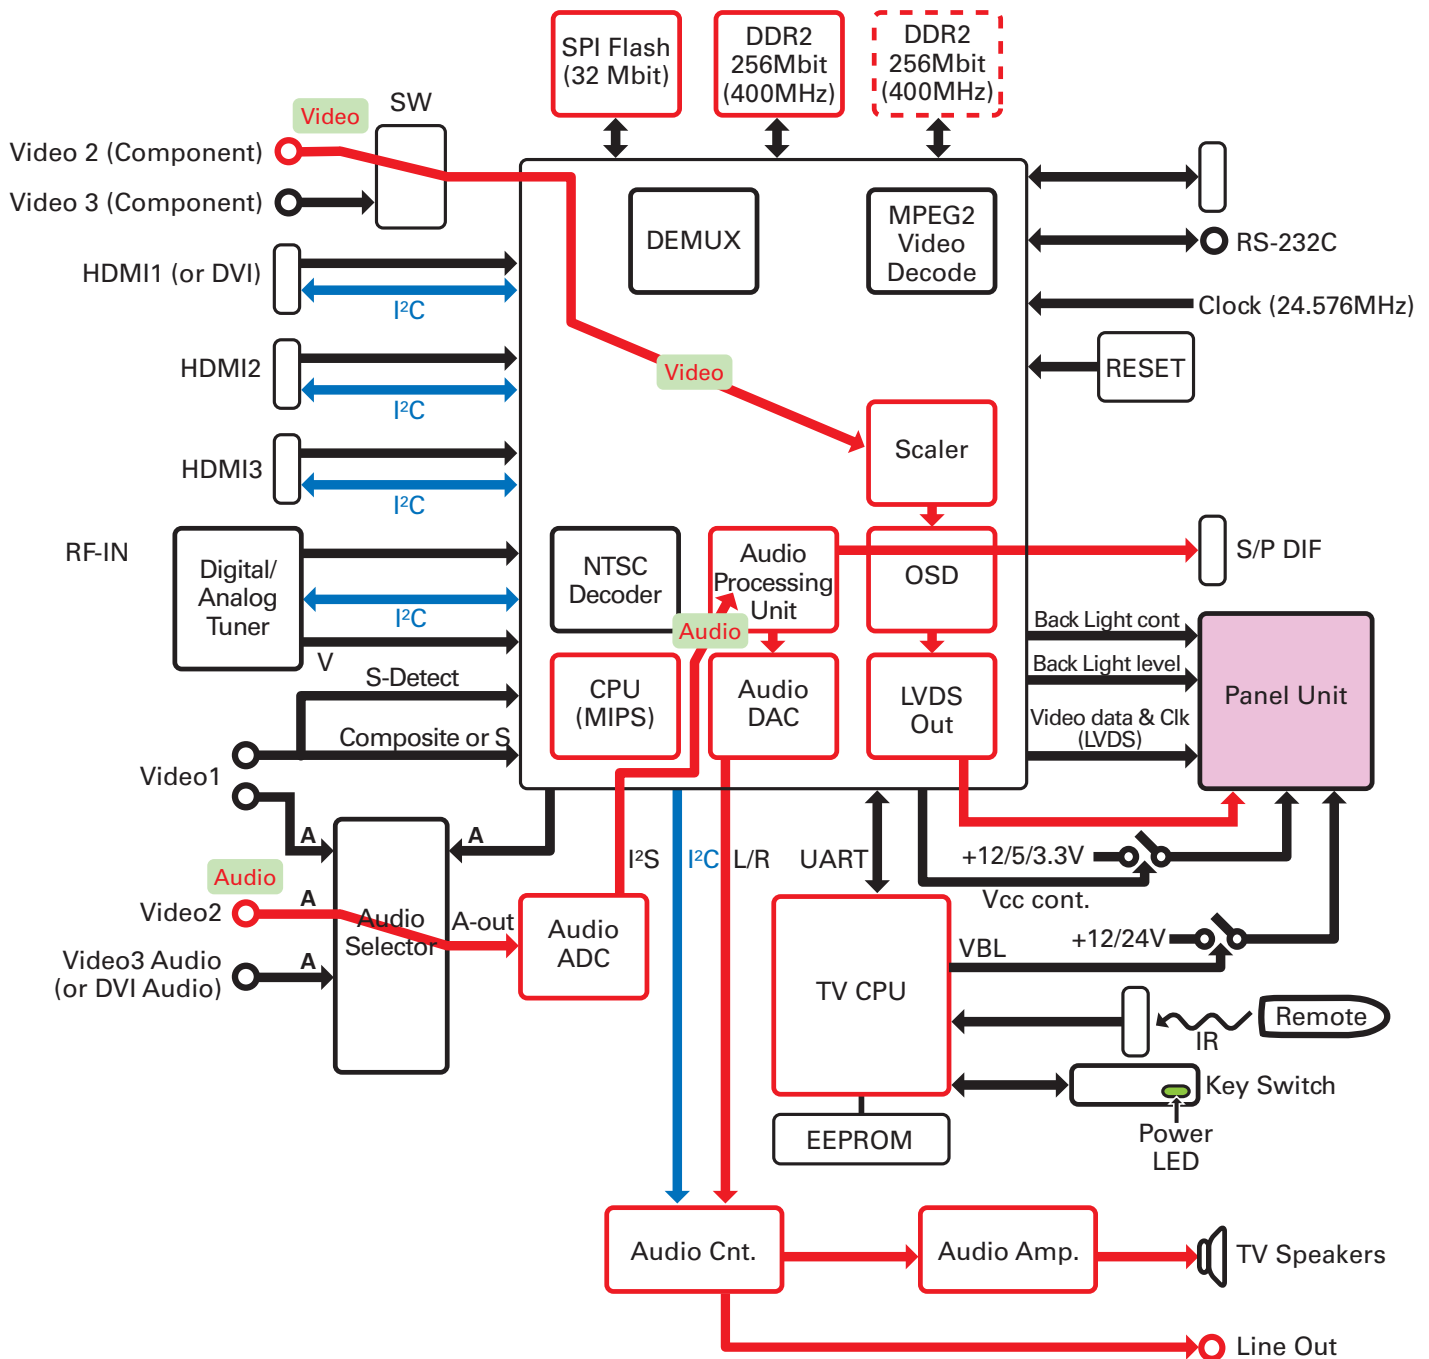 SPI Flash
(32 Mbit)
DDR2
256Mbit
(400MHz)
DDR2
256Mbit
(400MHz)
SW
Video
Video 2 (Component)
Video 3 (Component)
DEMUX
MPEG2
Video
Decode
RS-232C
HDMI1 (or DVI)
I²C
Clock (24.576MHz)
HDMI2
I²C
Video
RESET
HDMI3
I²C
Scaler
RF-IN
Digital/
Analog
Tuner
I²C
V
NTSC
Decoder
Audio
Processing
Unit
OSD
S/P DIF
Audio
Back Light cont
Back Light level
Video data & Clk
(LVDS)
Panel Unit
S-Detect
CPU
(MIPS)
Audio
DAC
LVDS
Out
Composite or S
Video1
A
A
I²S
I²C
L/R
UART
+12/5/3.3V
Vcc cont.
Audio
Video2
A
Audio
Selector
A-out
Audio
ADC
+12/24V
VBL
Video3 Audio
(or DVI Audio)
A
TV CPU
IR
Remote
Key Switch
Power
LED
EEPROM
Audio Cnt.
Audio Amp.
TV Speakers
Line Out